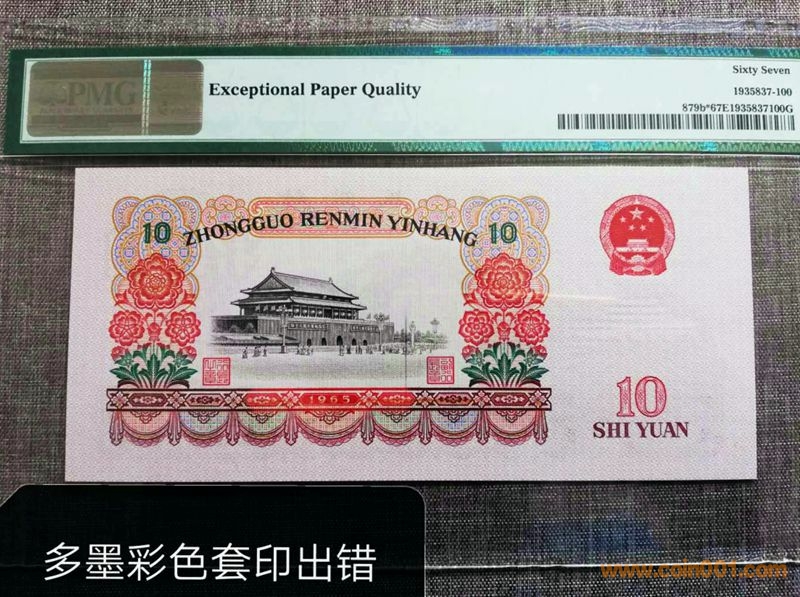 PMG
Exceptional Paper Quality
Sixty Seven
1935837-100
879b*67E1935837100G
10 ZHONGGUO RENMIN YINHANG 10
1965
10
SHI YUAN
多墨彩色套印出错
www.coin001.com